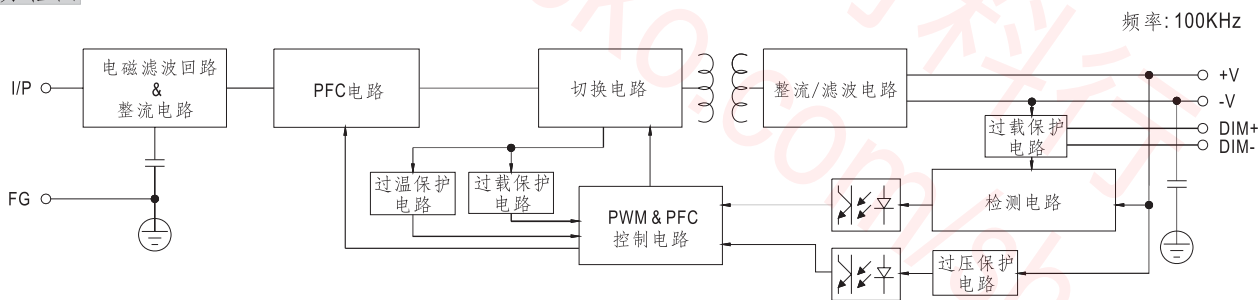 频率: 100KHz
I/P
电磁滤波回路
&
整流电路
PFC电路
切换电路
整流/滤波电路
+V
-V
过载保护
电路
DIM+
DIM-
过温保护
电路
过载保护
电路
FG
PWM & PFC
控制电路
检测电路
过压保护
电路